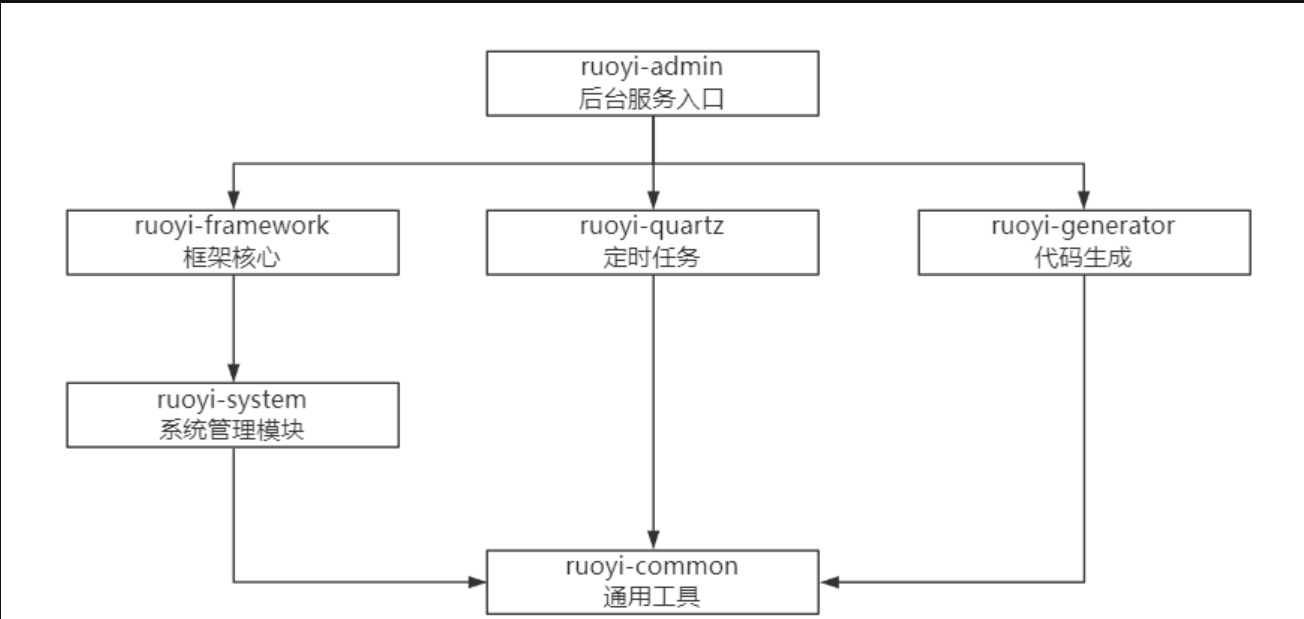 ruoyi-admin
后台服务入口
ruoyi-framework
框架核心
ruoyi-quartz
定时任务
ruoyi-generator
代码生成
ruoyi-system
系统管理模块
ruoyi-common
通用工具